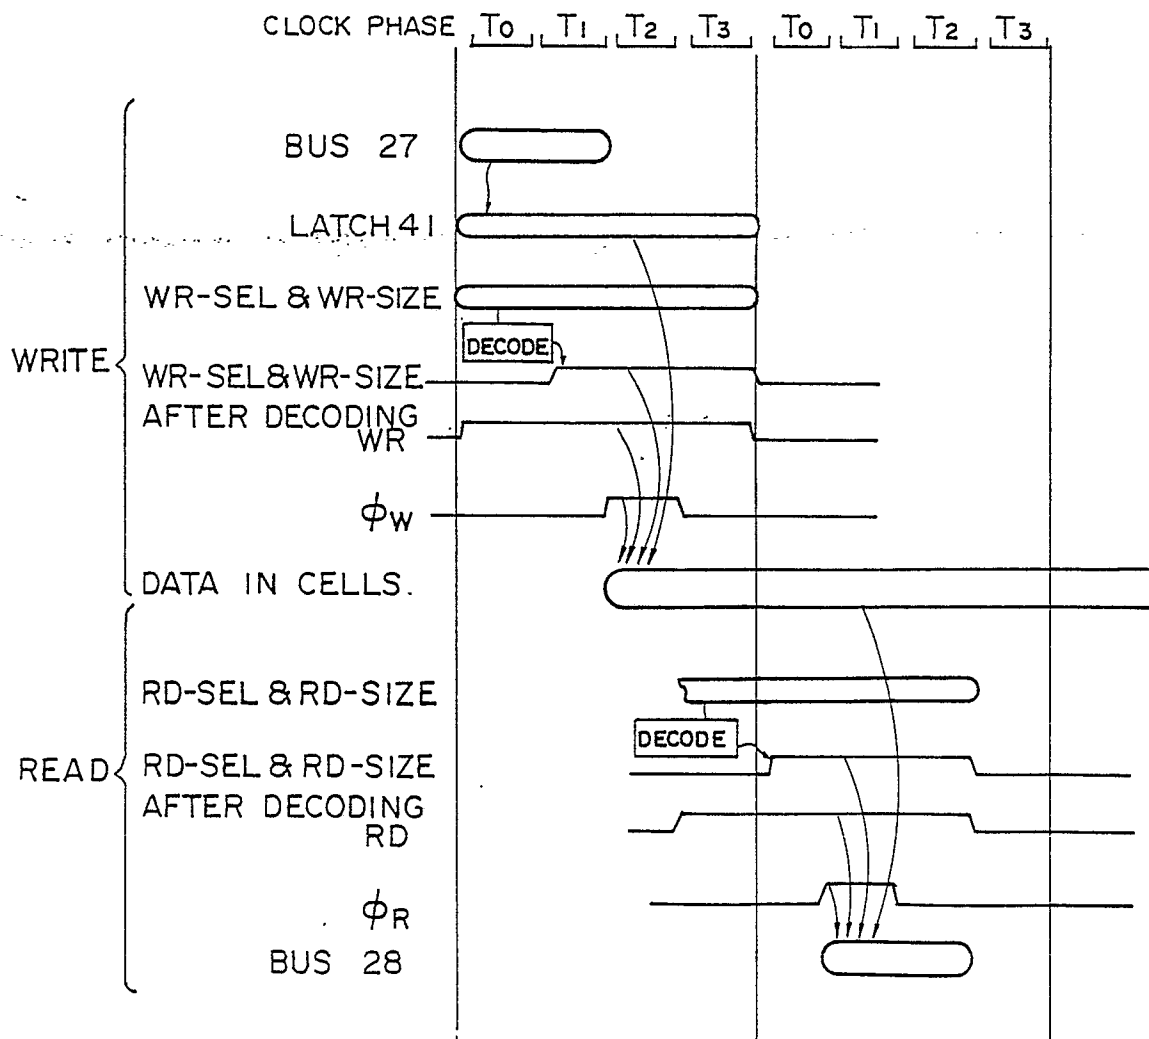 CLOCK PHASE T0 T1 T2 T3 T0 T1 T2 T3
BUS 27
LATCH 41
WR-SEL & WR-SIZE
DECODE
WRITE
WR-SEL & WR-SIZE
AFTER DECODING
WR
ϕW
DATA IN CELLS.
RD-SEL & RD-SIZE
DECODE
READ
RD-SEL & RD-SIZE
AFTER DECODING
RD
ϕR
BUS 28